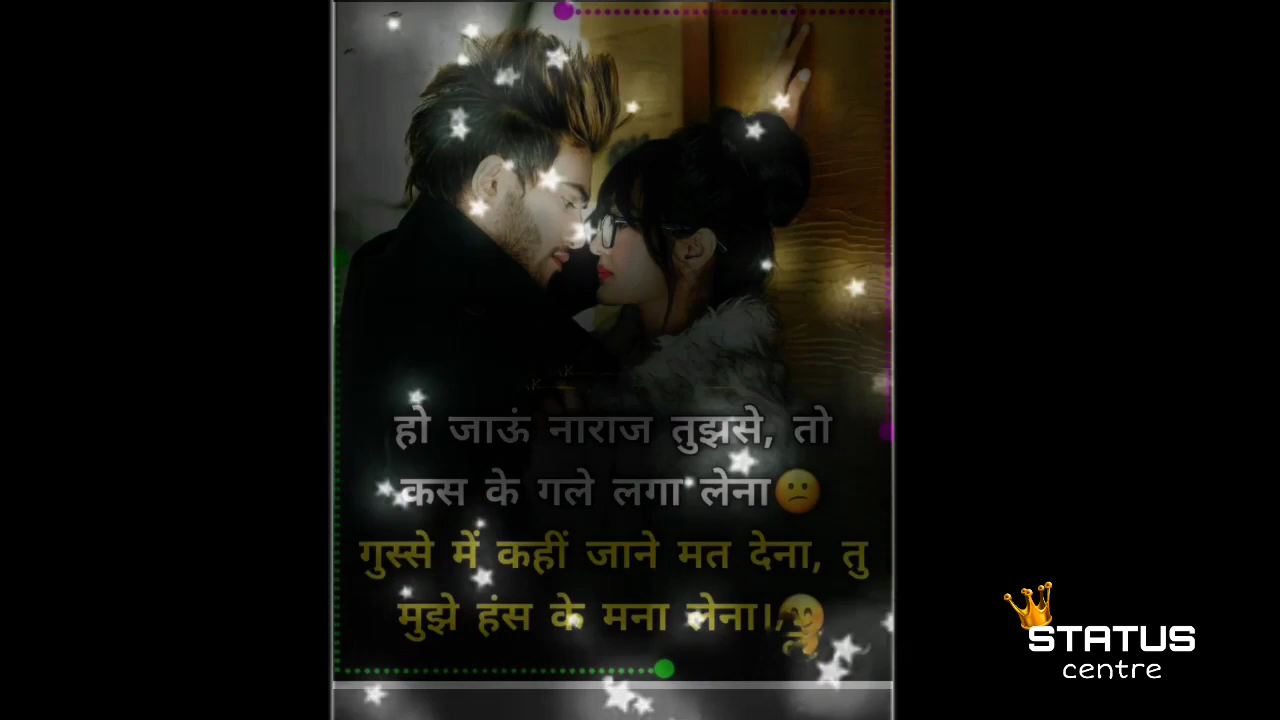 हो जाऊं नाराज तुझसे, तो
कस के गले लगा लेना😕
गुस्से में कहीं जाने मत देना, तु
मुझे हंस के मना लेना।,
STATUS
centre